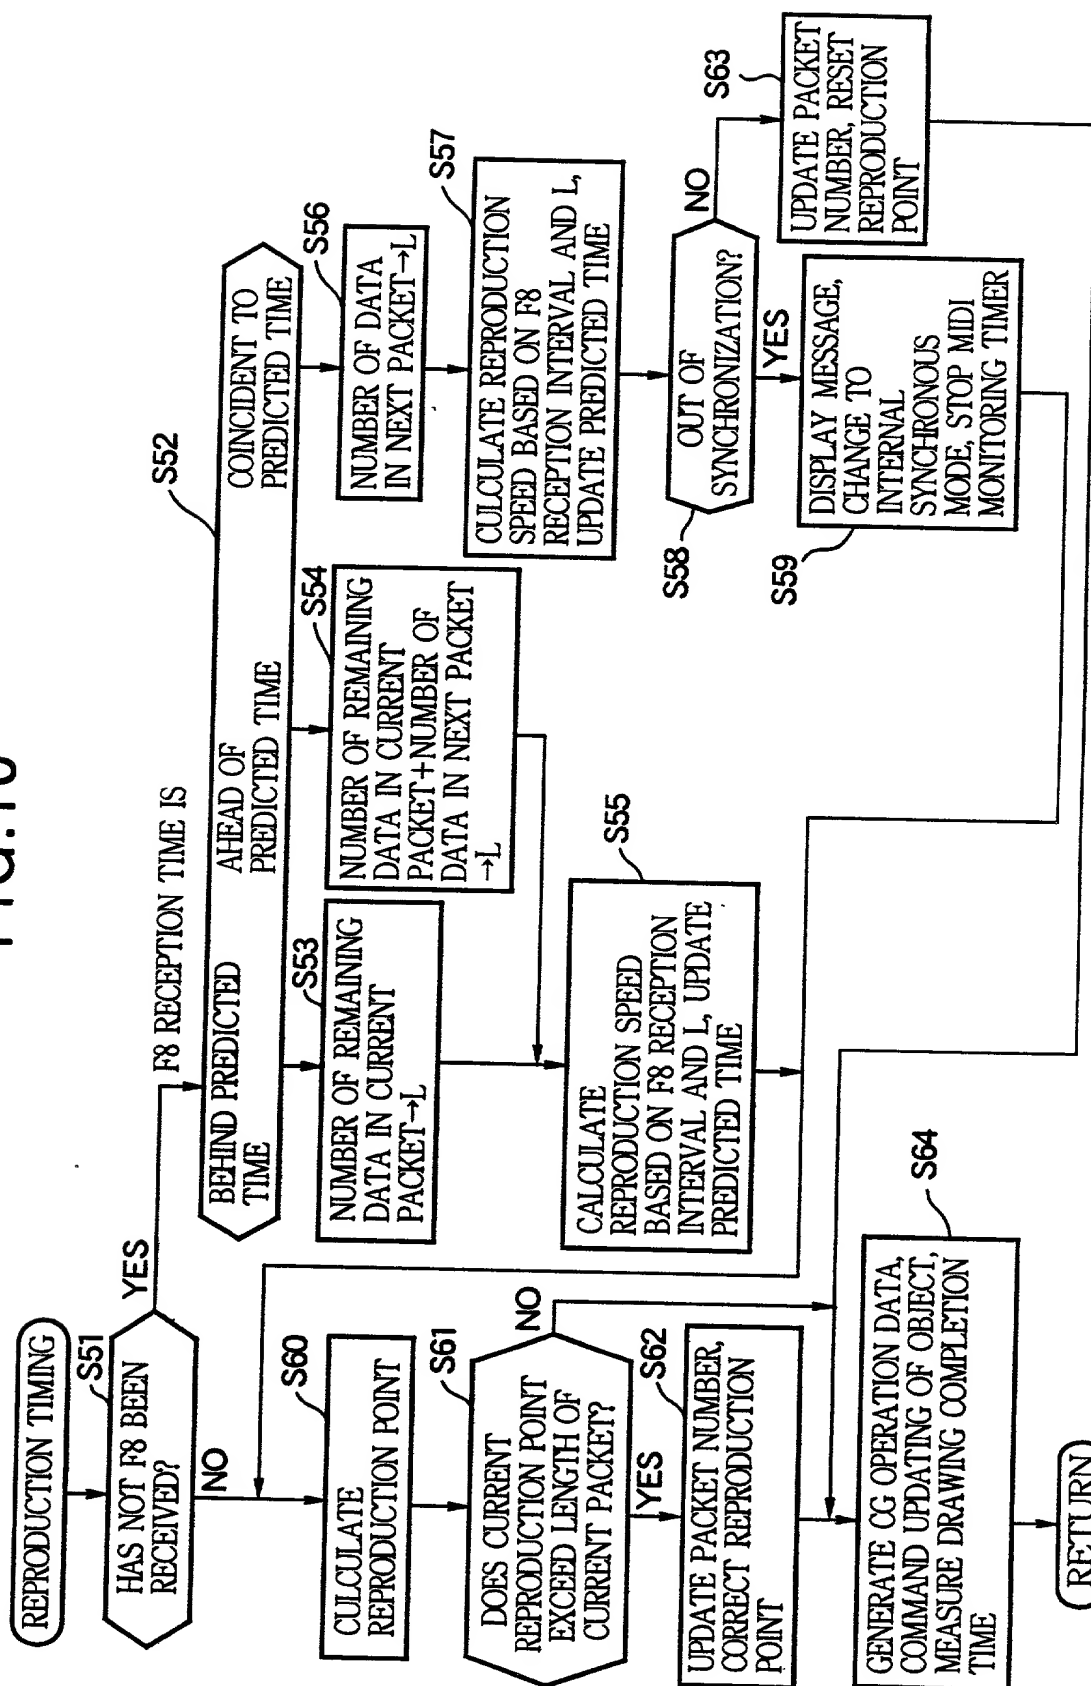 REPRODUCTION TIMING
S51
HAS NOT F8 BEEN
RECEIVED?
YES
NO
F8 RECEPTION TIME IS
S52
BEHIND PREDICTED
TIME
AHEAD OF
PREDICTED TIME
COINCIDENT TO
PREDICTED TIME
S53
NUMBER OF REMAINING
DATA IN CURRENT
PACKET→L
S54
NUMBER OF REMAINING
DATA IN CURRENT
PACKET+NUMBER OF
DATA IN NEXT PACKET
→L
S55
CALCULATE
REPRODUCTION SPEED
BASED ON F8 RECEPTION
INTERVAL AND L, UPDATE
PREDICTED TIME
S56
NUMBER OF DATA
IN NEXT PACKET→L
S57
CULCULATE REPRODUCTION
SPEED BASED ON F8
RECEPTION INTERVAL AND L,
UPDATE PREDICTED TIME
S58
OUT OF
SYNCHRONIZATION?
NO
YES
S59
DISPLAY MESSAGE,
CHANGE TO
INTERNAL
SYNCHRONOUS
MODE, STOP MIDI
MONITORING TIMER
S63
UPDATE PACKET
NUMBER, RESET
REPRODUCTION
POINT
S60
CULCULATE
REPRODUCTION POINT
S61
DOES CURRENT
REPRODUCTION POINT
EXCEED LENGTH OF
CURRENT PACKET?
NO
YES
S62
UPDATE PACKET NUMBER,
CORRECT REPRODUCTION
POINT
S64
GENERATE CG OPERATION DATA,
COMMAND UPDATING OF OBJECT,
MEASURE DRAWING COMPLETION
TIME
RETURN